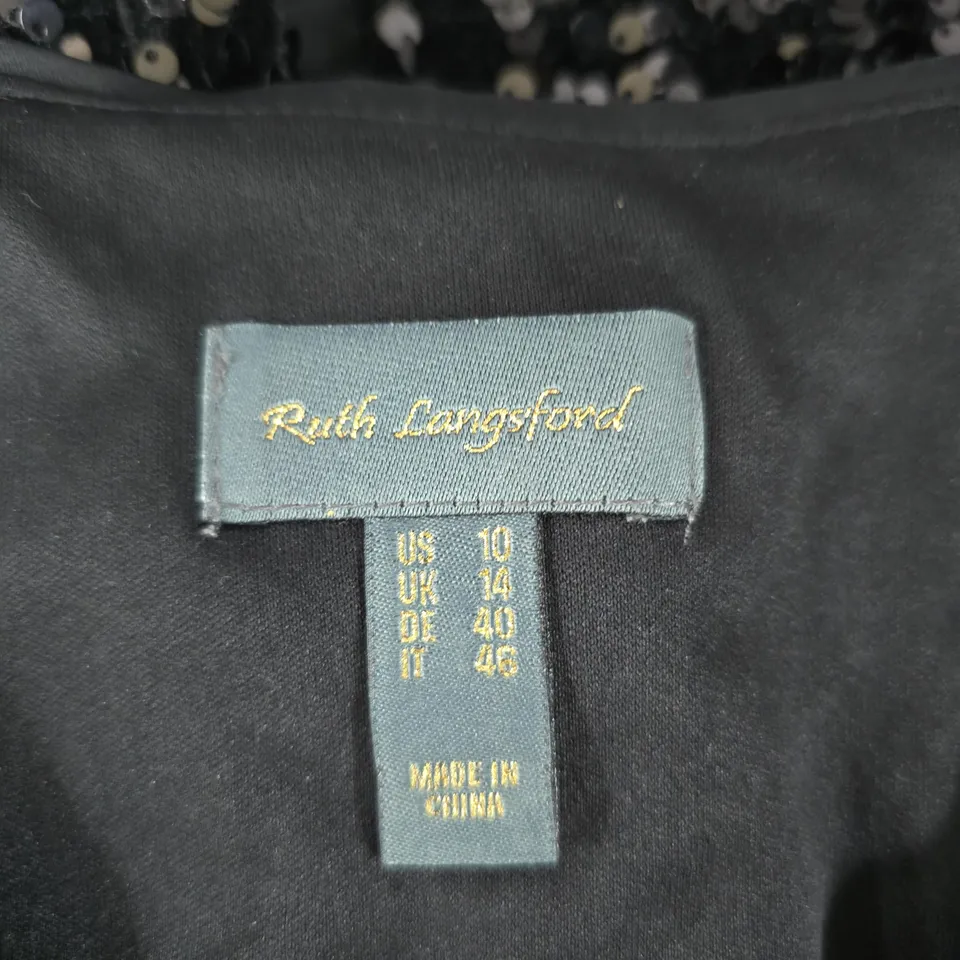 Ruth Langsford
US 10
UK 14
DE 40
IT 46
MADE IN
CHINA